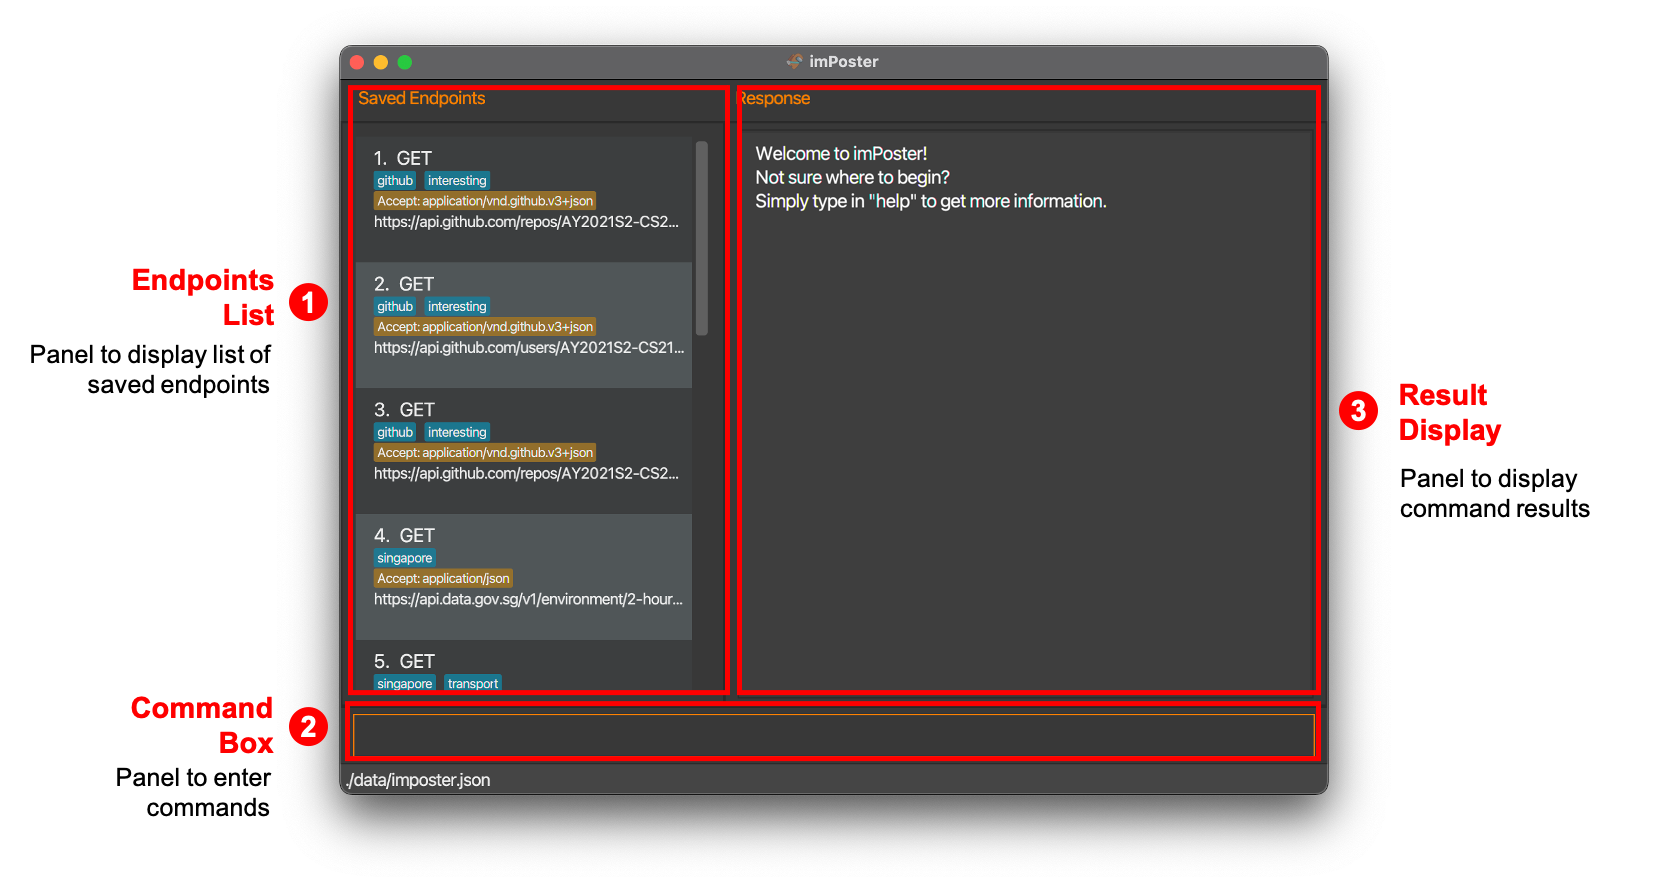 imPoster
Saved Endpoints
Response
1. GET
github interesting
Accept: application/vnd.github.v3+json
https://api.github.com/repos/AY2021S2-CS2...
2. GET
github interesting
Accept: application/vnd.github.v3+json
https://api.github.com/users/AY2021S2-CS21...
3. GET
github interesting
Accept: application/vnd.github.v3+json
https://api.github.com/repos/AY2021S2-CS2...
4. GET
singapore
Accept: application/json
https://api.data.gov.sg/v1/environment/2-hour...
5. GET
singapore transport
Welcome to imPoster!
Not sure where to begin?
Simply type in "help" to get more information.
./data/imposter.json
Endpoints
List
1
Panel to display list of
saved endpoints
Command
Box
2
Panel to enter
commands
3
Result
Display
Panel to display
command results